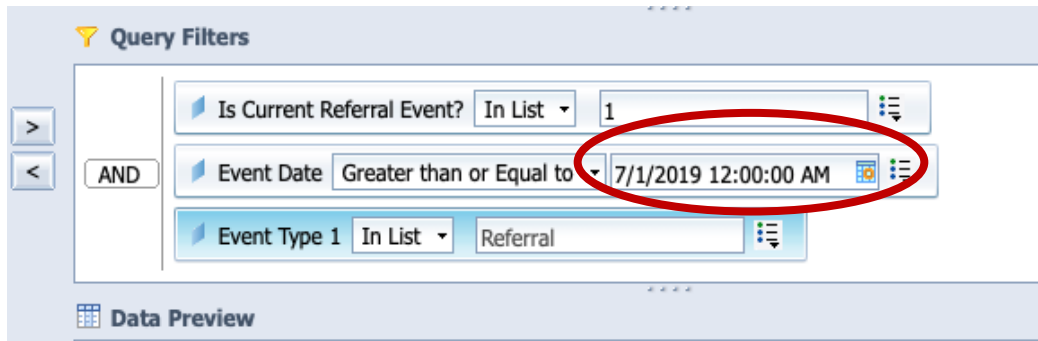 Query Filters
Is Current Referral Event? In List 1
>
<
AND
Event Date Greater than or Equal to 7/1/2019 12:00:00 AM
Event Type 1 In List Referral
Data Preview